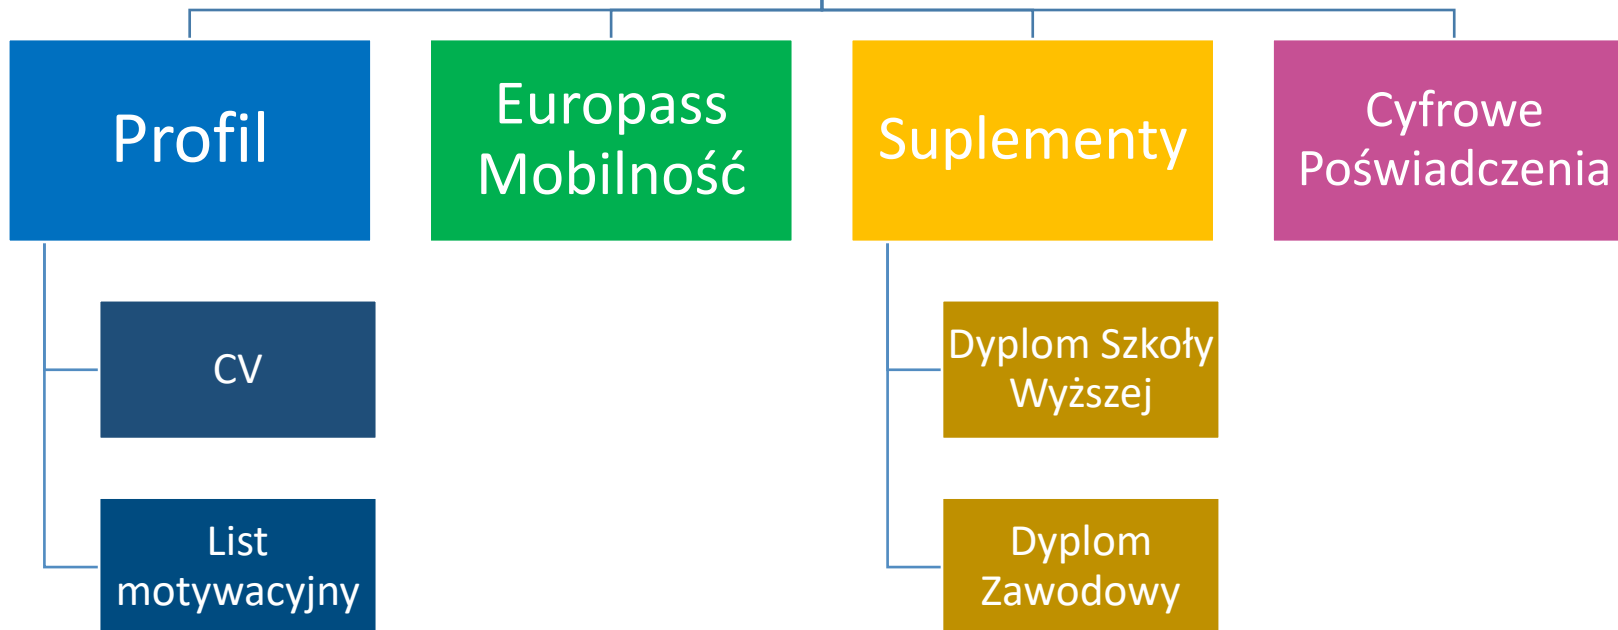 Profil
Europass
Mobilność
Suplementy
Cyfrowe
Poświadczenia
CV
List
motywacyjny
Dyplom Szkoły
Wyższej
Dyplom
Zawodowy